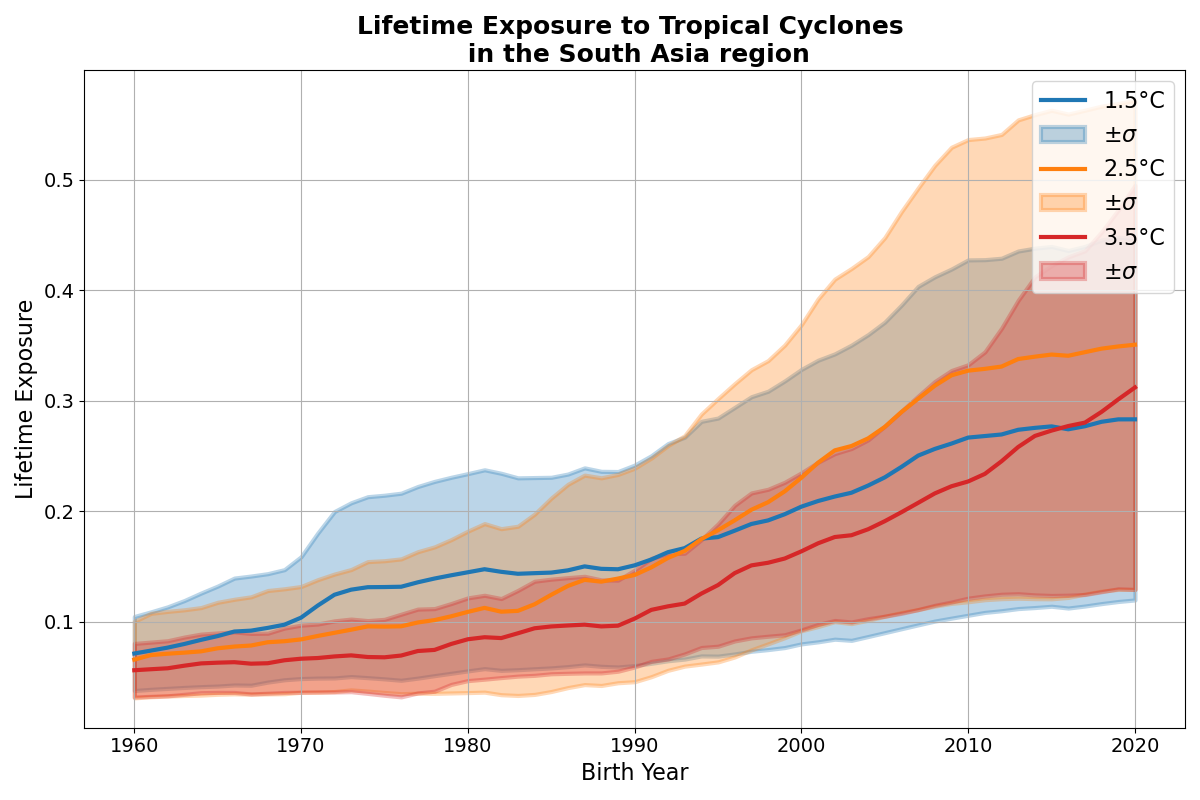 Lifetime Exposure to Tropical Cyclones
in the South Asia region
Lifetime Exposure
0.5
0.4
0.3
0.2
0.1
1.5°C
±σ
2.5°C
±σ
3.5°C
±σ
1960 1970 1980 1990 2000 2010 2020
Birth Year